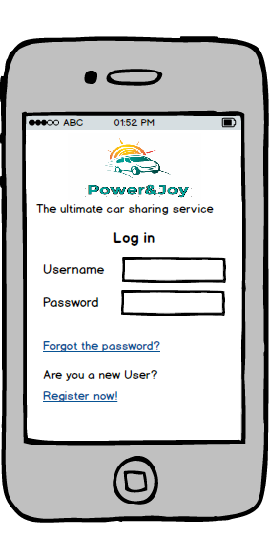 ABC 01:52 PM
Power&Joy
The ultimate car sharing service
Log in
Username
Password
Forgot the password?
Are you a new User?
Register now!